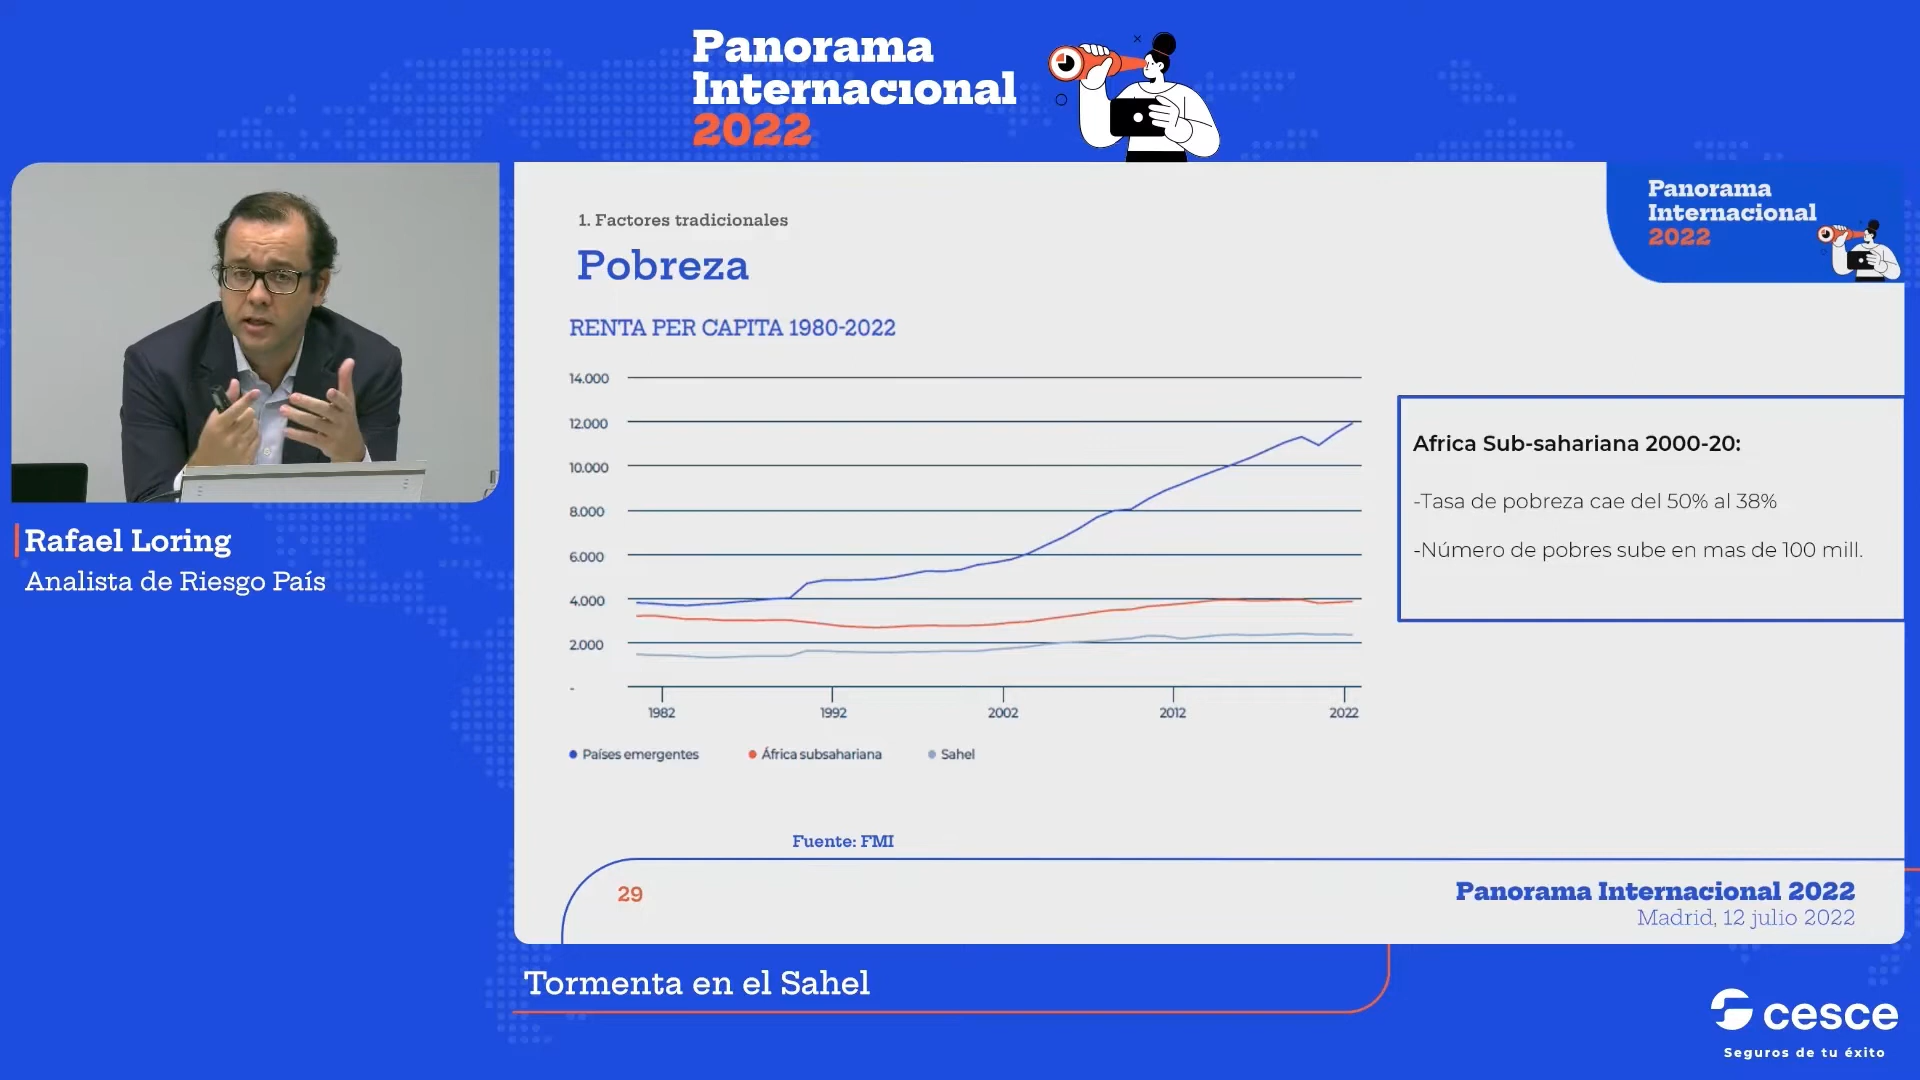 Panorama
Internacıonal
2022
Panorama
Internacional
2022
1. Factores tradicionales
Pobreza
RENTA PER CAPITA 1980-2022
14.000
12.000
10.000
8.000
6.000
4.000
2.000
-
1982
1992
2002
2012
2022
Países emergentes
África subsahariana
Sahel
Africa Sub-sahariana 2000-20:
-Tasa de pobreza cae del 50% al 38%
-Número de pobres sube en mas de 100 mill.
Rafael Loring
Analista de Riesgo País
Fuente: FMI
29
Panorama Internacional 2022
Madrid, 12 julio 2022
Tormenta en el Sahel
cesce
Seguros de tu éxito